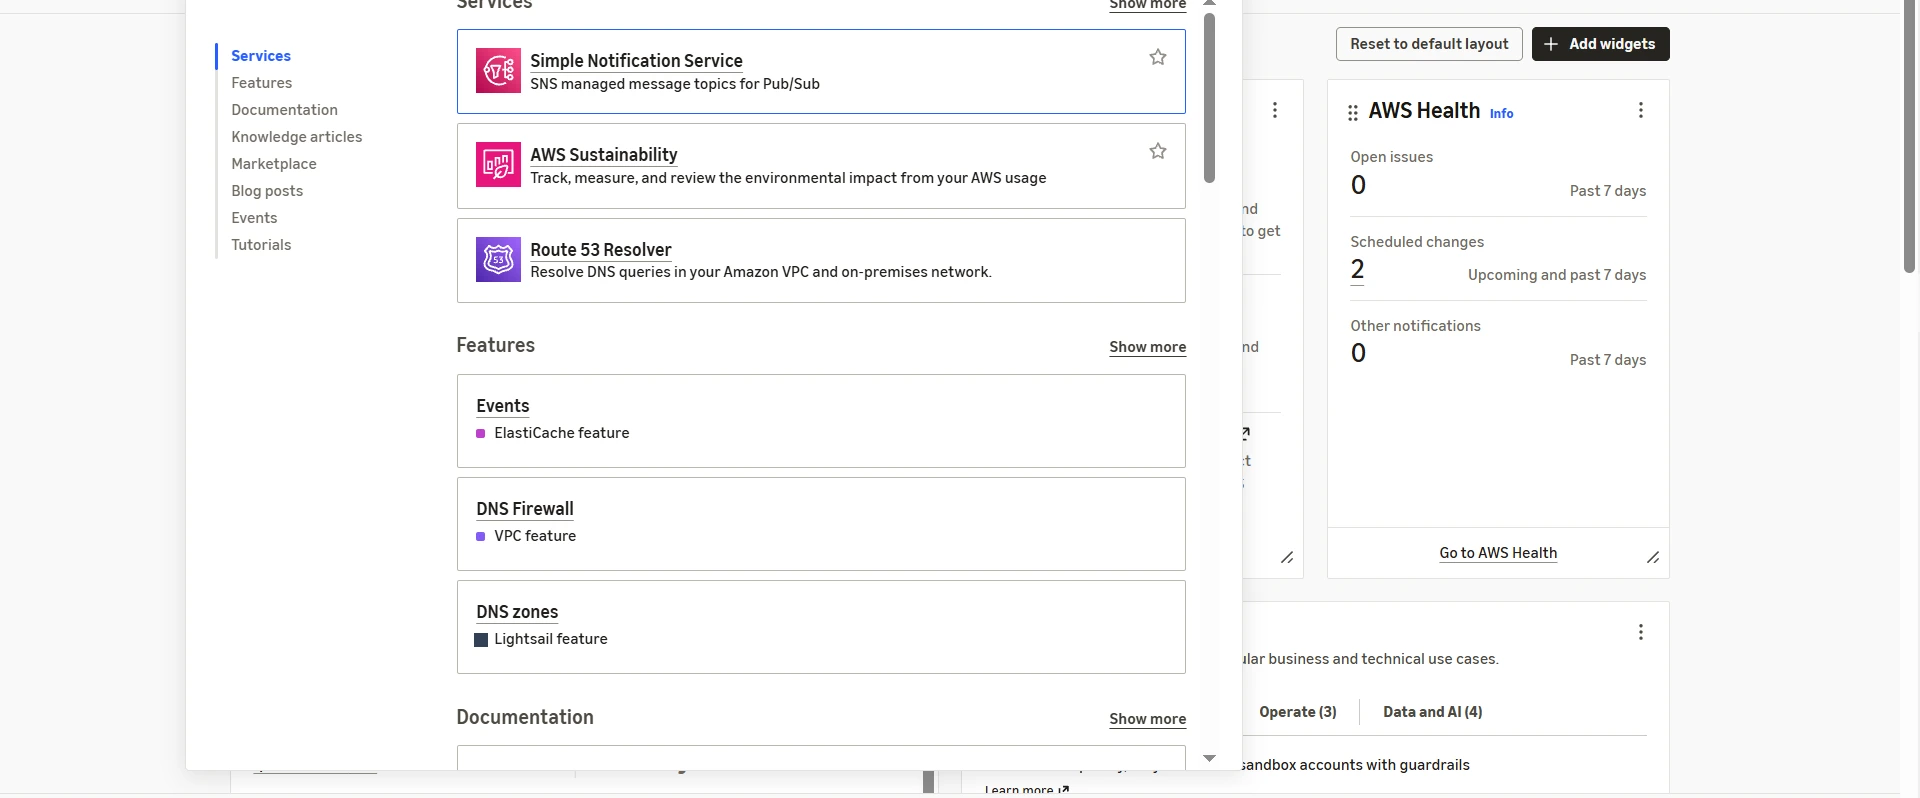 Services
Show more
Services
Features
Documentation
Knowledge articles
Marketplace
Blog posts
Events
Tutorials
Simple Notification Service
SNS managed message topics for Pub/Sub
AWS Sustainability
Track, measure, and review the environmental impact from your AWS usage
53
Route 53 Resolver
Resolve DNS queries in your Amazon VPC and on-premises network.
Features
Show more
Events
ElastiCache feature
DNS Firewall
VPC feature
DNS zones
Lightsail feature
Documentation
Show more
Reset to default layout
Add widgets
to get
AWS Health Info
Open issues
0
Past 7 days
Scheduled changes
2
Upcoming and past 7 days
Other notifications
0
Past 7 days
Go to AWS Health
business and technical use cases.
Operate (3)
Data and AI (4)
sandbox accounts with guardrails
Learn more